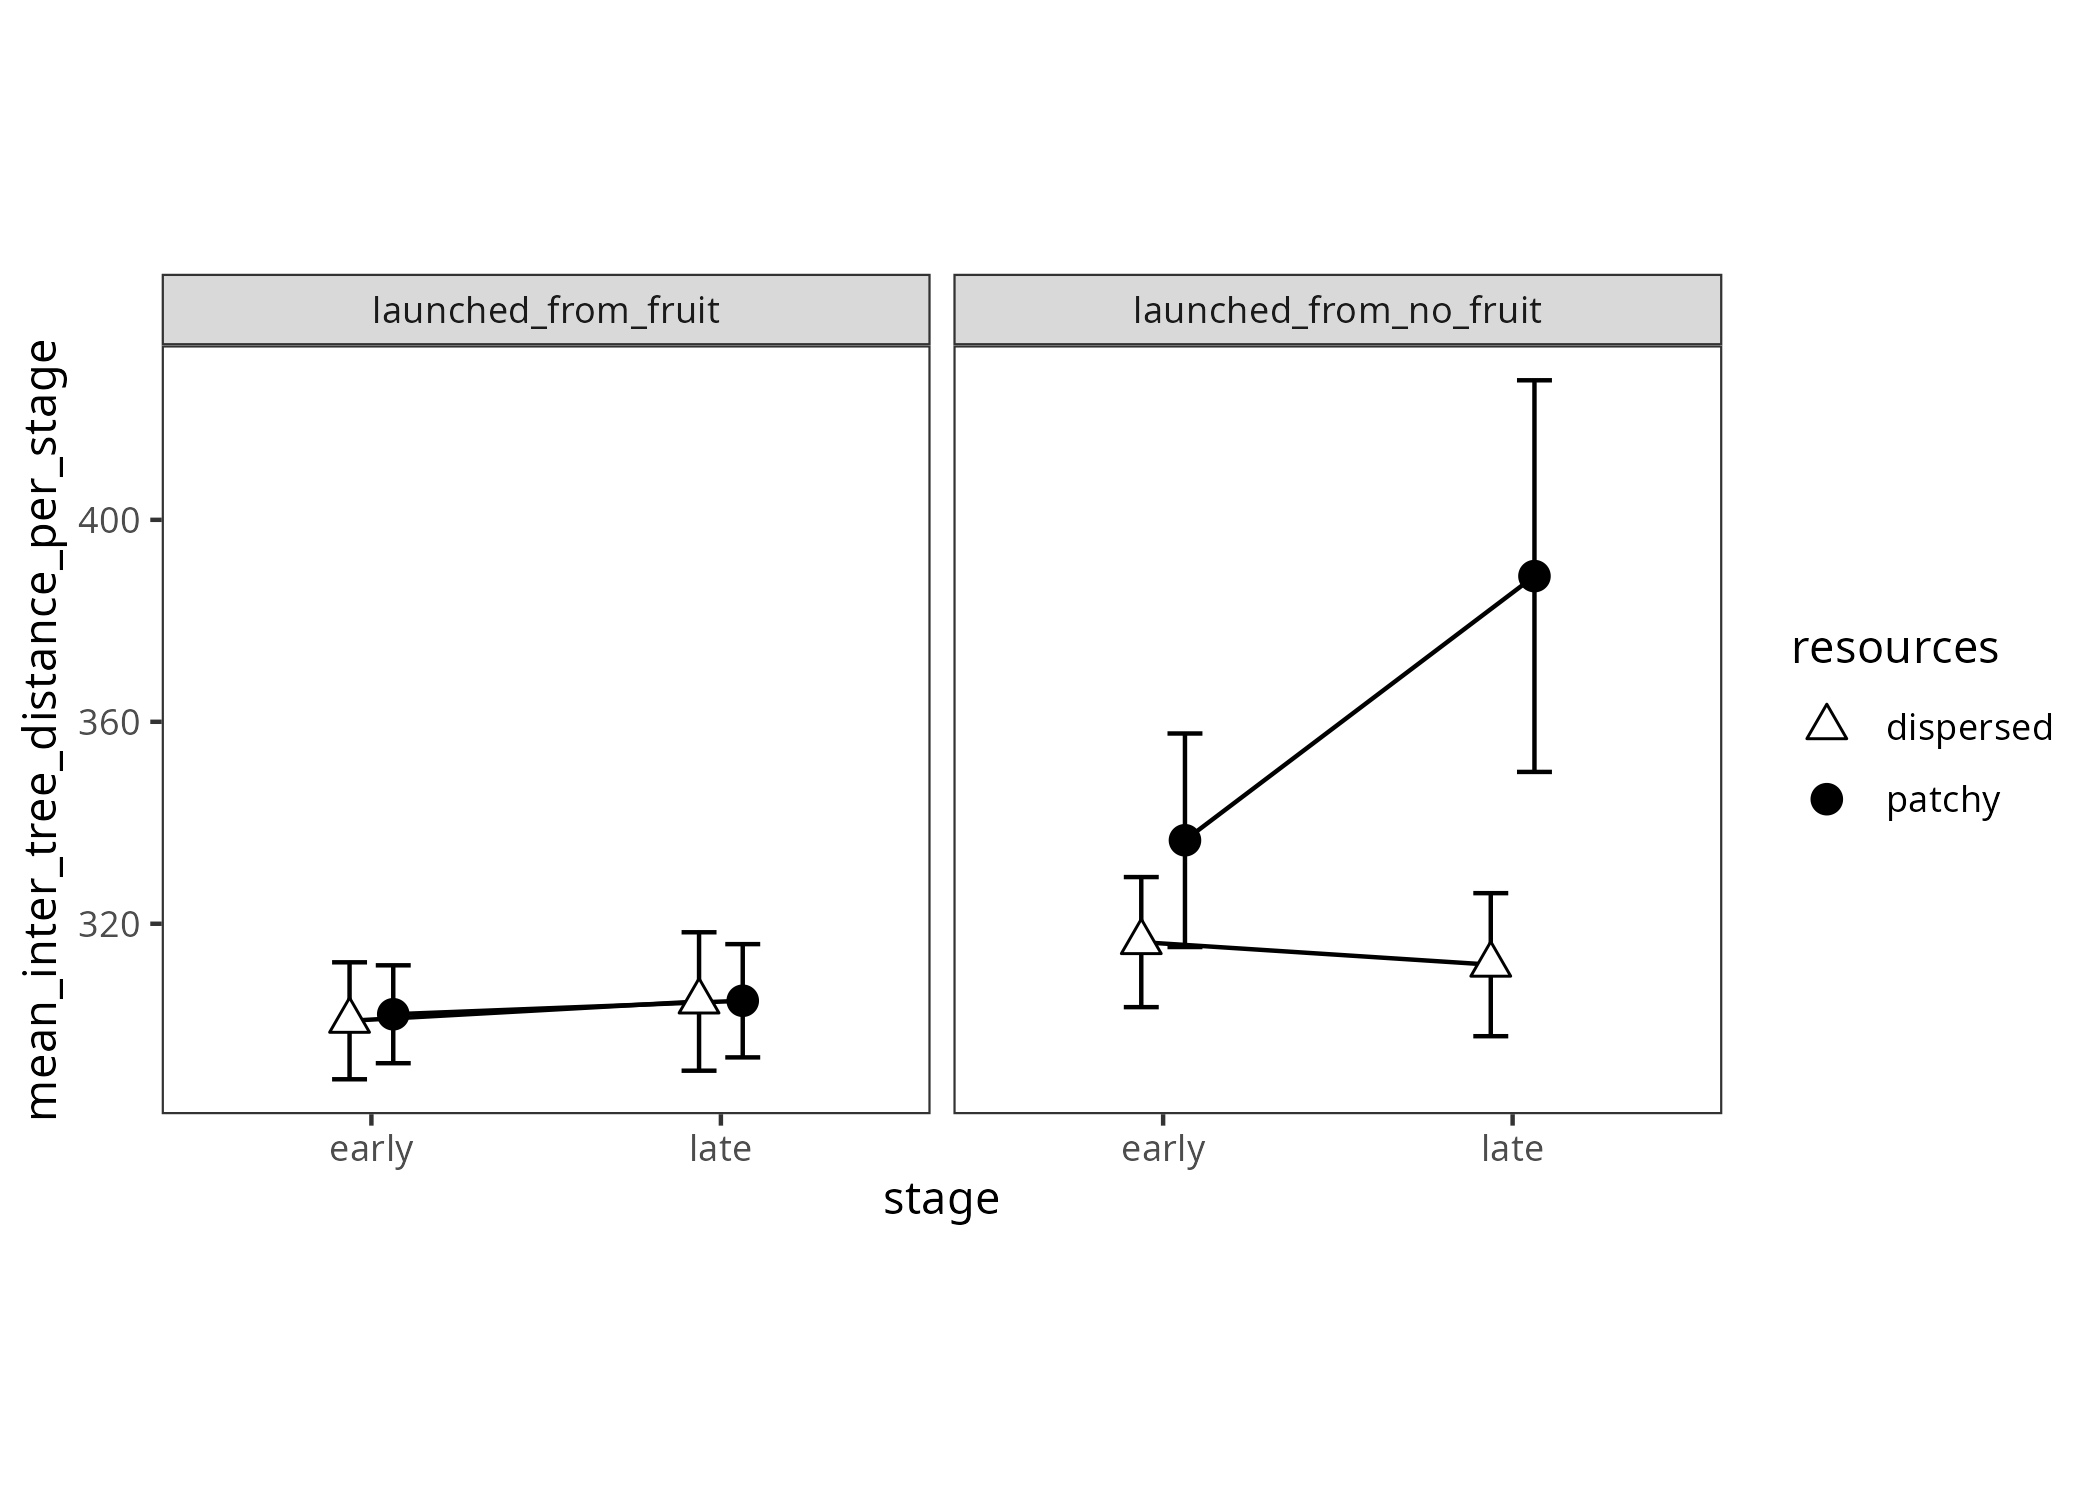 launched_from_fruit
launched_from_no_fruit
mean_inter_tree_distance_per_stage
400
360
320
early
late
early
late
stage
resources
dispersed
patchy